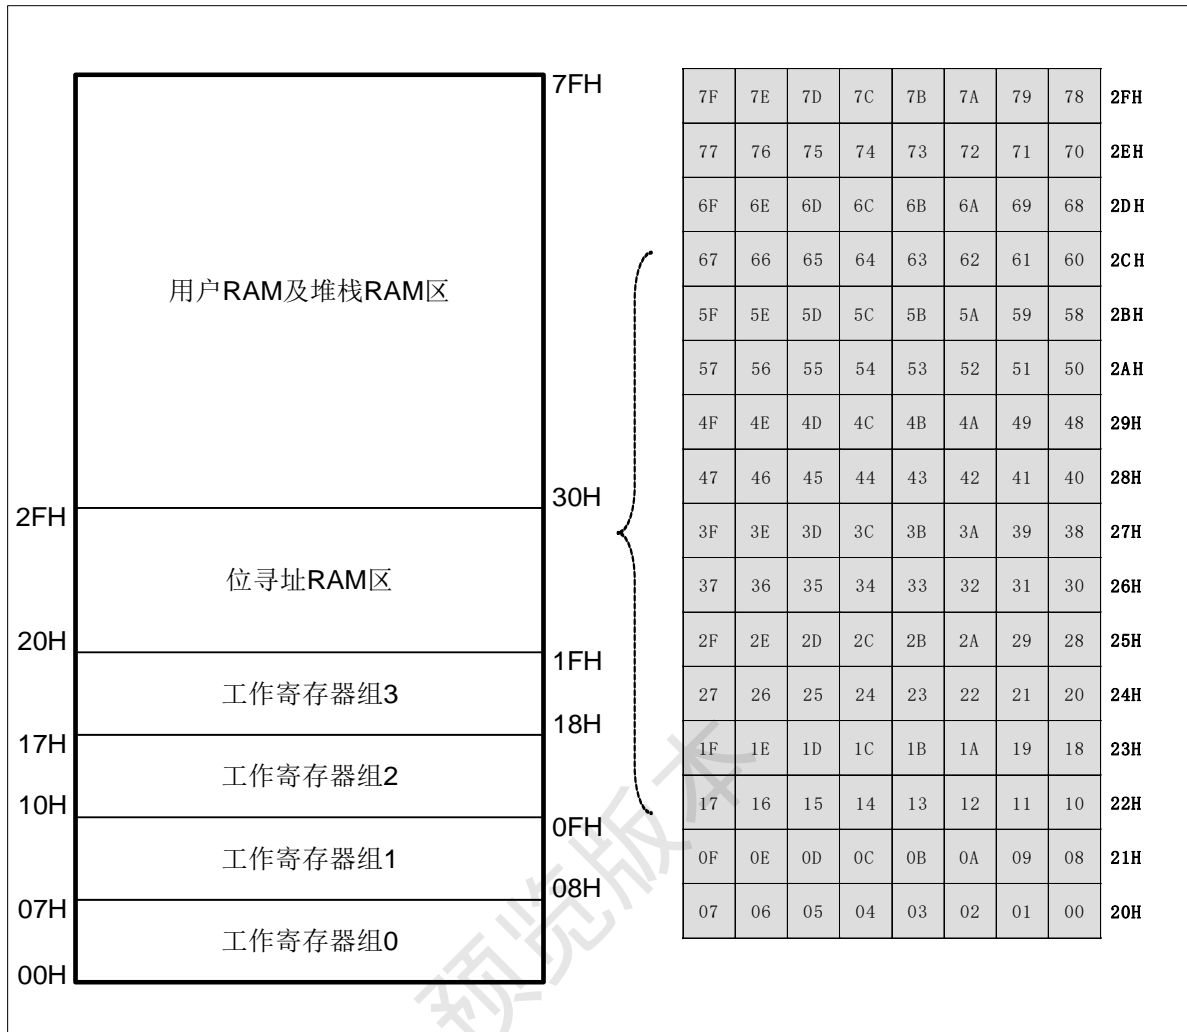 7FH
用户RAM及堆栈RAM区
30H
2FH
位寻址RAM区
20H
1FH
工作寄存器组3
18H
17H
工作寄存器组2
10H
0FH
工作寄存器组1
08H
07H
工作寄存器组0
00H
7F 7E 7D 7C 7B 7A 79 78 2FH
77 76 75 74 73 72 71 70 2EH
6F 6E 6D 6C 6B 6A 69 68 2DH
67 66 65 64 63 62 61 60 2CH
5F 5E 5D 5C 5B 5A 59 58 2BH
57 56 55 54 53 52 51 50 2AH
4F 4E 4D 4C 4B 4A 49 48 29H
47 46 45 44 43 42 41 40 28H
3F 3E 3D 3C 3B 3A 39 38 27H
37 36 35 34 33 32 31 30 26H
2F 2E 2D 2C 2B 2A 29 28 25H
27 26 25 24 23 22 21 20 24H
1F 1E 1D 1C 1B 1A 19 18 23H
17 16 15 14 13 12 11 10 22H
0F 0E 0D 0C 0B 0A 09 08 21H
07 06 05 04 03 02 01 00 20H
预览版本